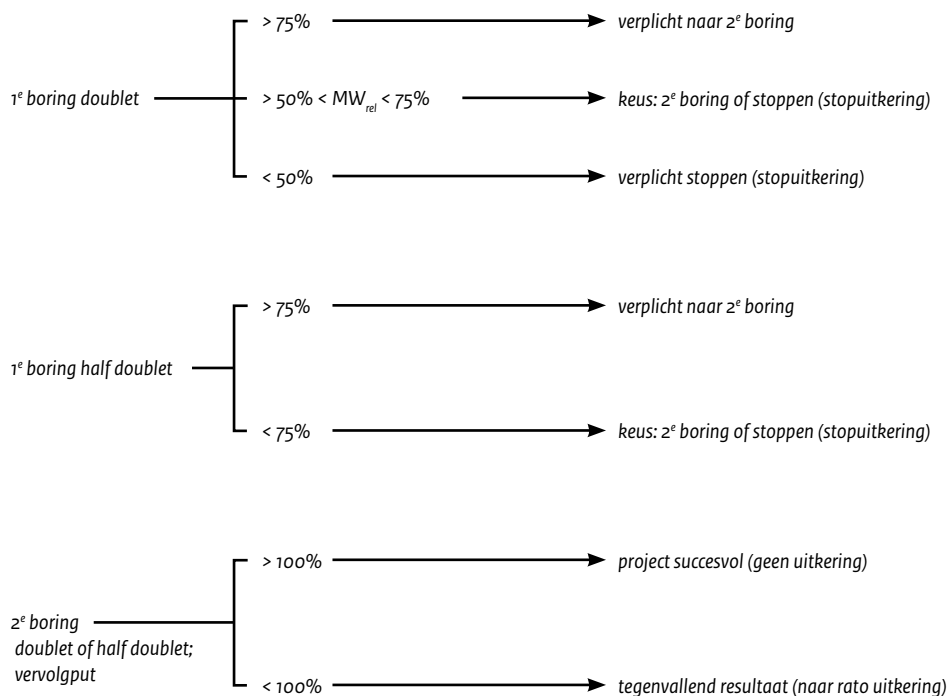 > 75% verplicht naar 2e boring
1e boring doublet > 50% < MWrel < 75% keus: 2e boring of stoppen (stopuitkering)
< 50% verplicht stoppen (stopuitkering)
> 75% verplicht naar 2e boring
1e boring half doublet
< 75% keus: 2e boring of stoppen (stopuitkering)
> 100% project succesvol (geen uitkering)
2e boring
doublet of half doublet;
vervolgput
< 100% tegenvallend resultaat (naar rato uitkering)